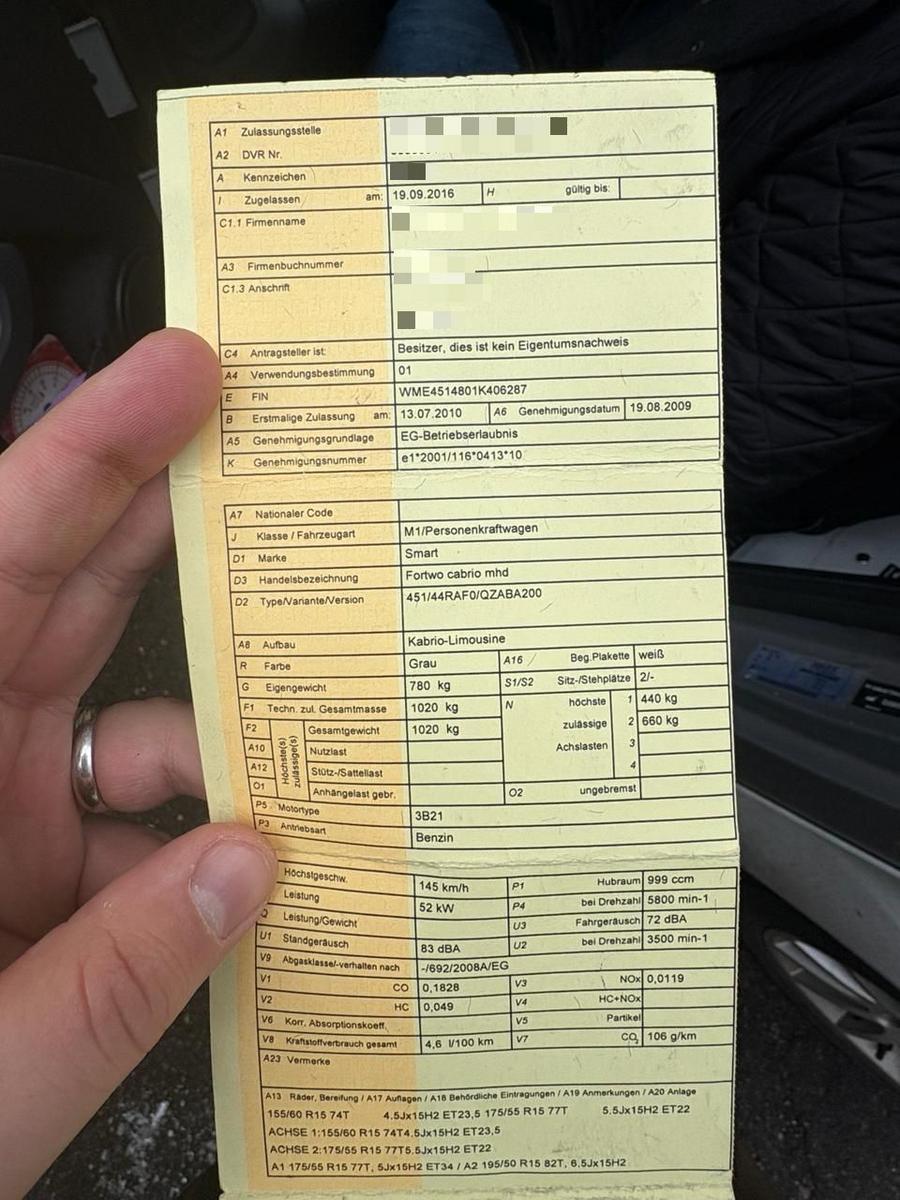 A1 Zulassungsstelle
A2 DVR Nr.
A Kennzeichen
I Zugelassen am: 19.09.2016 H gültig bis:
C1.1 Firmenname
A3 Firmenbuchnummer
C1.3 Anschrift
C4 Antragsteller ist: Besitzer, dies ist kein Eigentumsnachweis
A4 Verwendungsbestimmung 01
E FIN WME4514801K406287
B Erstmalige Zulassung am: 13.07.2010 A6 Genehmigungsdatum 19.08.2009
A5 Genehmigungsgrundlage EG-Betriebserlaubnis
K Genehmigungsnummer e1*2001/116*0413*10
A7 Nationaler Code
J Klasse / Fahrzeugart M1/Personenkraftwagen
D1 Marke Smart
D3 Handelsbezeichnung Fortwo cabrio mhd
D2 Type/Variante/Version 451/44RAF0/QZABA200
A8 Aufbau Kabrio-Limousine
R Farbe Grau A16 Beg.Plakette weiß
G Eigengewicht 780 kg S1/S2 Sitz-/Stehplätze 2/-
F1 Techn. zul. Gesamtmasse 1020 kg N höchste 1 440 kg
F2 Höchste(s) zulässige(s) Gesamtgewicht 1020 kg zulässige 2 660 kg
A10 Nutzlast Achslasten 3
A12 Stütz-/Sattellast 4
O1 Anhängelast gebr. O2 ungebremst
P5 Motortype 3B21
P3 Antriebsart Benzin
Höchstgeschw. 145 km/h P1 Hubraum 999 ccm
Leistung 52 kW P4 bei Drehzahl 5800 min-1
Q Leistung/Gewicht U3 Fahrgeräusch 72 dBA
U1 Standgeräusch 83 dBA U2 bei Drehzahl 3500 min-1
V9 Abgasklasse/-verhalten nach -/692/2008A/EG
V1 CO 0,1828 V3 NOx 0,0119
V2 HC 0,049 V4 HC+NOx
V6 Korr. Absorptionskoeff. V5 Partikel
V8 Kraftstoffverbrauch gesamt 4,6 l/100 km V7 CO₂ 106 g/km
A23 Vermerke
A13 Räder, Bereifung / A17 Auflagen / A18 Behördliche Eintragungen / A19 Anmerkungen / A20 Anlage
155/60 R15 74T 4.5Jx15H2 ET23,5 175/55 R15 77T 5.5Jx15H2 ET22
ACHSE 1:155/60 R15 74T4.5Jx15H2 ET23,5
ACHSE 2:175/55 R15 77T5.5Jx15H2 ET22
A1 175/55 R15 77T, 5Jx15H2 ET34 / A2 195/50 R15 82T, 6.5Jx15H2